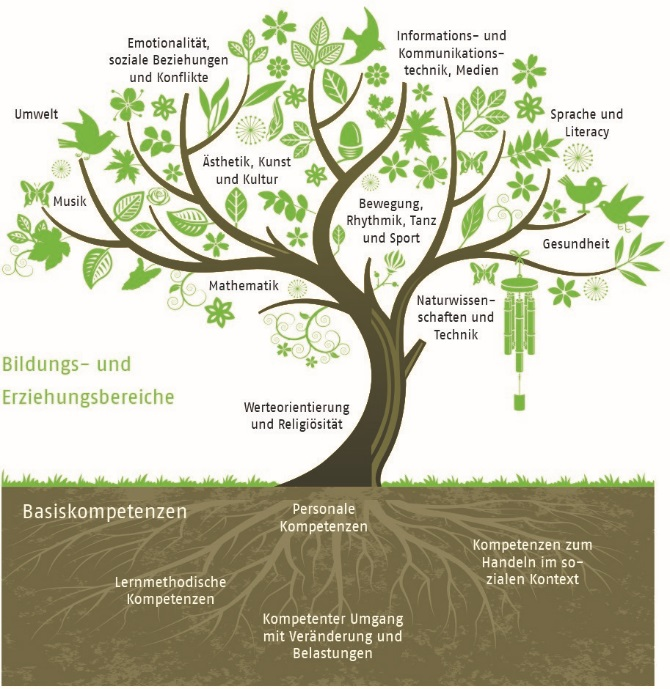 Emotionalität,
soziale Beziehungen
und Konflikte
Informations- und
Kommunikations-
technik, Medien
Umwelt
Sprache und
Literacy
Ästhetik, Kunst
und Kultur
Musik
Bewegung,
Rhythmik, Tanz
und Sport
Gesundheit
Mathematik
Naturwissen-
schaften und
Technik
Bildungs- und
Erziehungsbereiche
Werteorientierung
und Religiösität
Basiskompetenzen
Personale
Kompetenzen
Kompetenzen zum
Handeln im so-
zialen Kontext
Lernmethodische
Kompetenzen
Kompetenter Umgang
mit Veränderung und
Belastungen